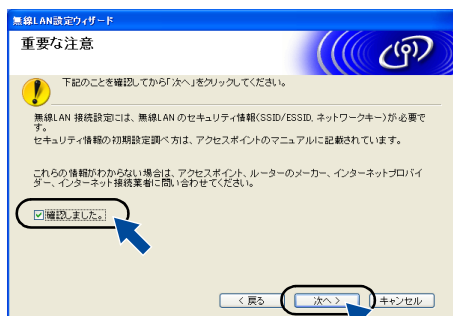 無線LAN設定ウィザード
重要な注意
下記のことを確認してから「次へ」をクリックしてください。
無線LAN 接続設定には、無線LAN のセキュリティ情報(SSID/ESSID, ネットワークキー)が必要で
す。
セキュリティ情報の初期設定調べ方は、アクセスポイントのマニュアルに記載されています。
これらの情報がわからない場合は、アクセスポイント、ルーターのメーカー、インターネットプロバイ
ダー、インターネット接続業者に問い合わせてください。
確認しました。
< 戻る 次へ > キャンセル